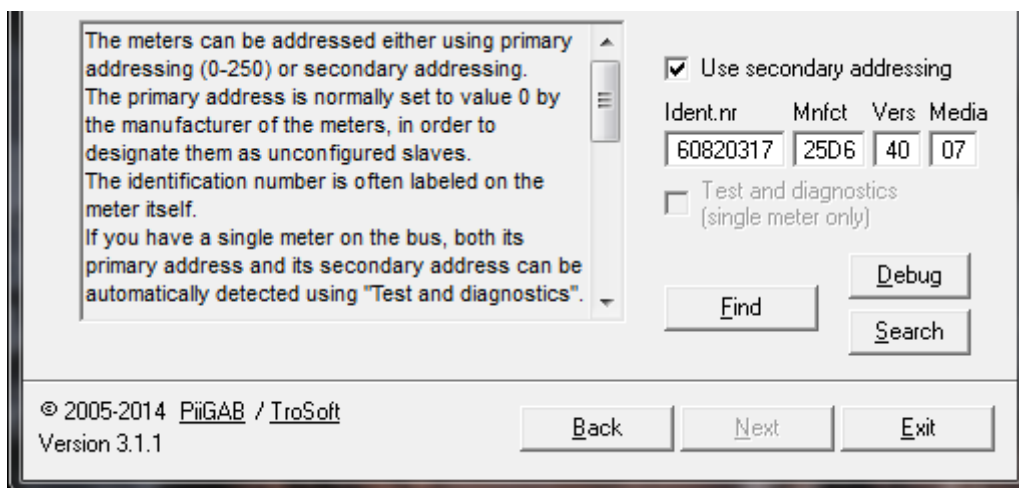 The meters can be addressed either using primary
addressing (0-250) or secondary addressing.
The primary address is normally set to value 0 by
the manufacturer of the meters, in order to
designate them as unconfigured slaves.
The identification number is often labeled on the
meter itself.
If you have a single meter on the bus, both its
primary address and its secondary address can be
automatically detected using "Test and diagnostics".
Use secondary addressing
Ident.nr Mnfct Vers Media
60820317 25D6 40 07
Test and diagnostics
(single meter only)
Find
Debug
Search
© 2005-2014 PiiGAB / TroSoft
Version 3.1.1
Back Next Exit